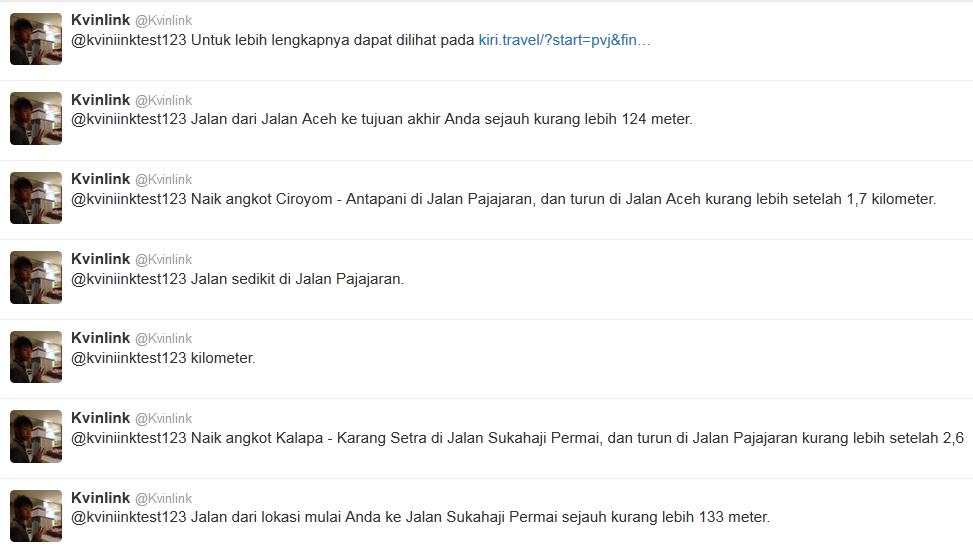 Kvinlink @Kvinlink
@kviniinktest123 Untuk lebih lengkapnya dapat dilihat pada kiri.travel/?start=pvj&fin…
Kvinlink @Kvinlink
@kviniinktest123 Jalan dari Jalan Aceh ke tujuan akhir Anda sejauh kurang lebih 124 meter.
Kvinlink @Kvinlink
@kviniinktest123 Naik angkot Ciroyom - Antapani di Jalan Pajajaran, dan turun di Jalan Aceh kurang lebih setelah 1,7 kilometer.
Kvinlink @Kvinlink
@kviniinktest123 Jalan sedikit di Jalan Pajajaran.
Kvinlink @Kvinlink
@kviniinktest123 kilometer.
Kvinlink @Kvinlink
@kviniinktest123 Naik angkot Kalapa - Karang Setra di Jalan Sukahaji Permai, dan turun di Jalan Pajajaran kurang lebih setelah 2,6
Kvinlink @Kvinlink
@kviniinktest123 Jalan dari lokasi mulai Anda ke Jalan Sukahaji Permai sejauh kurang lebih 133 meter.